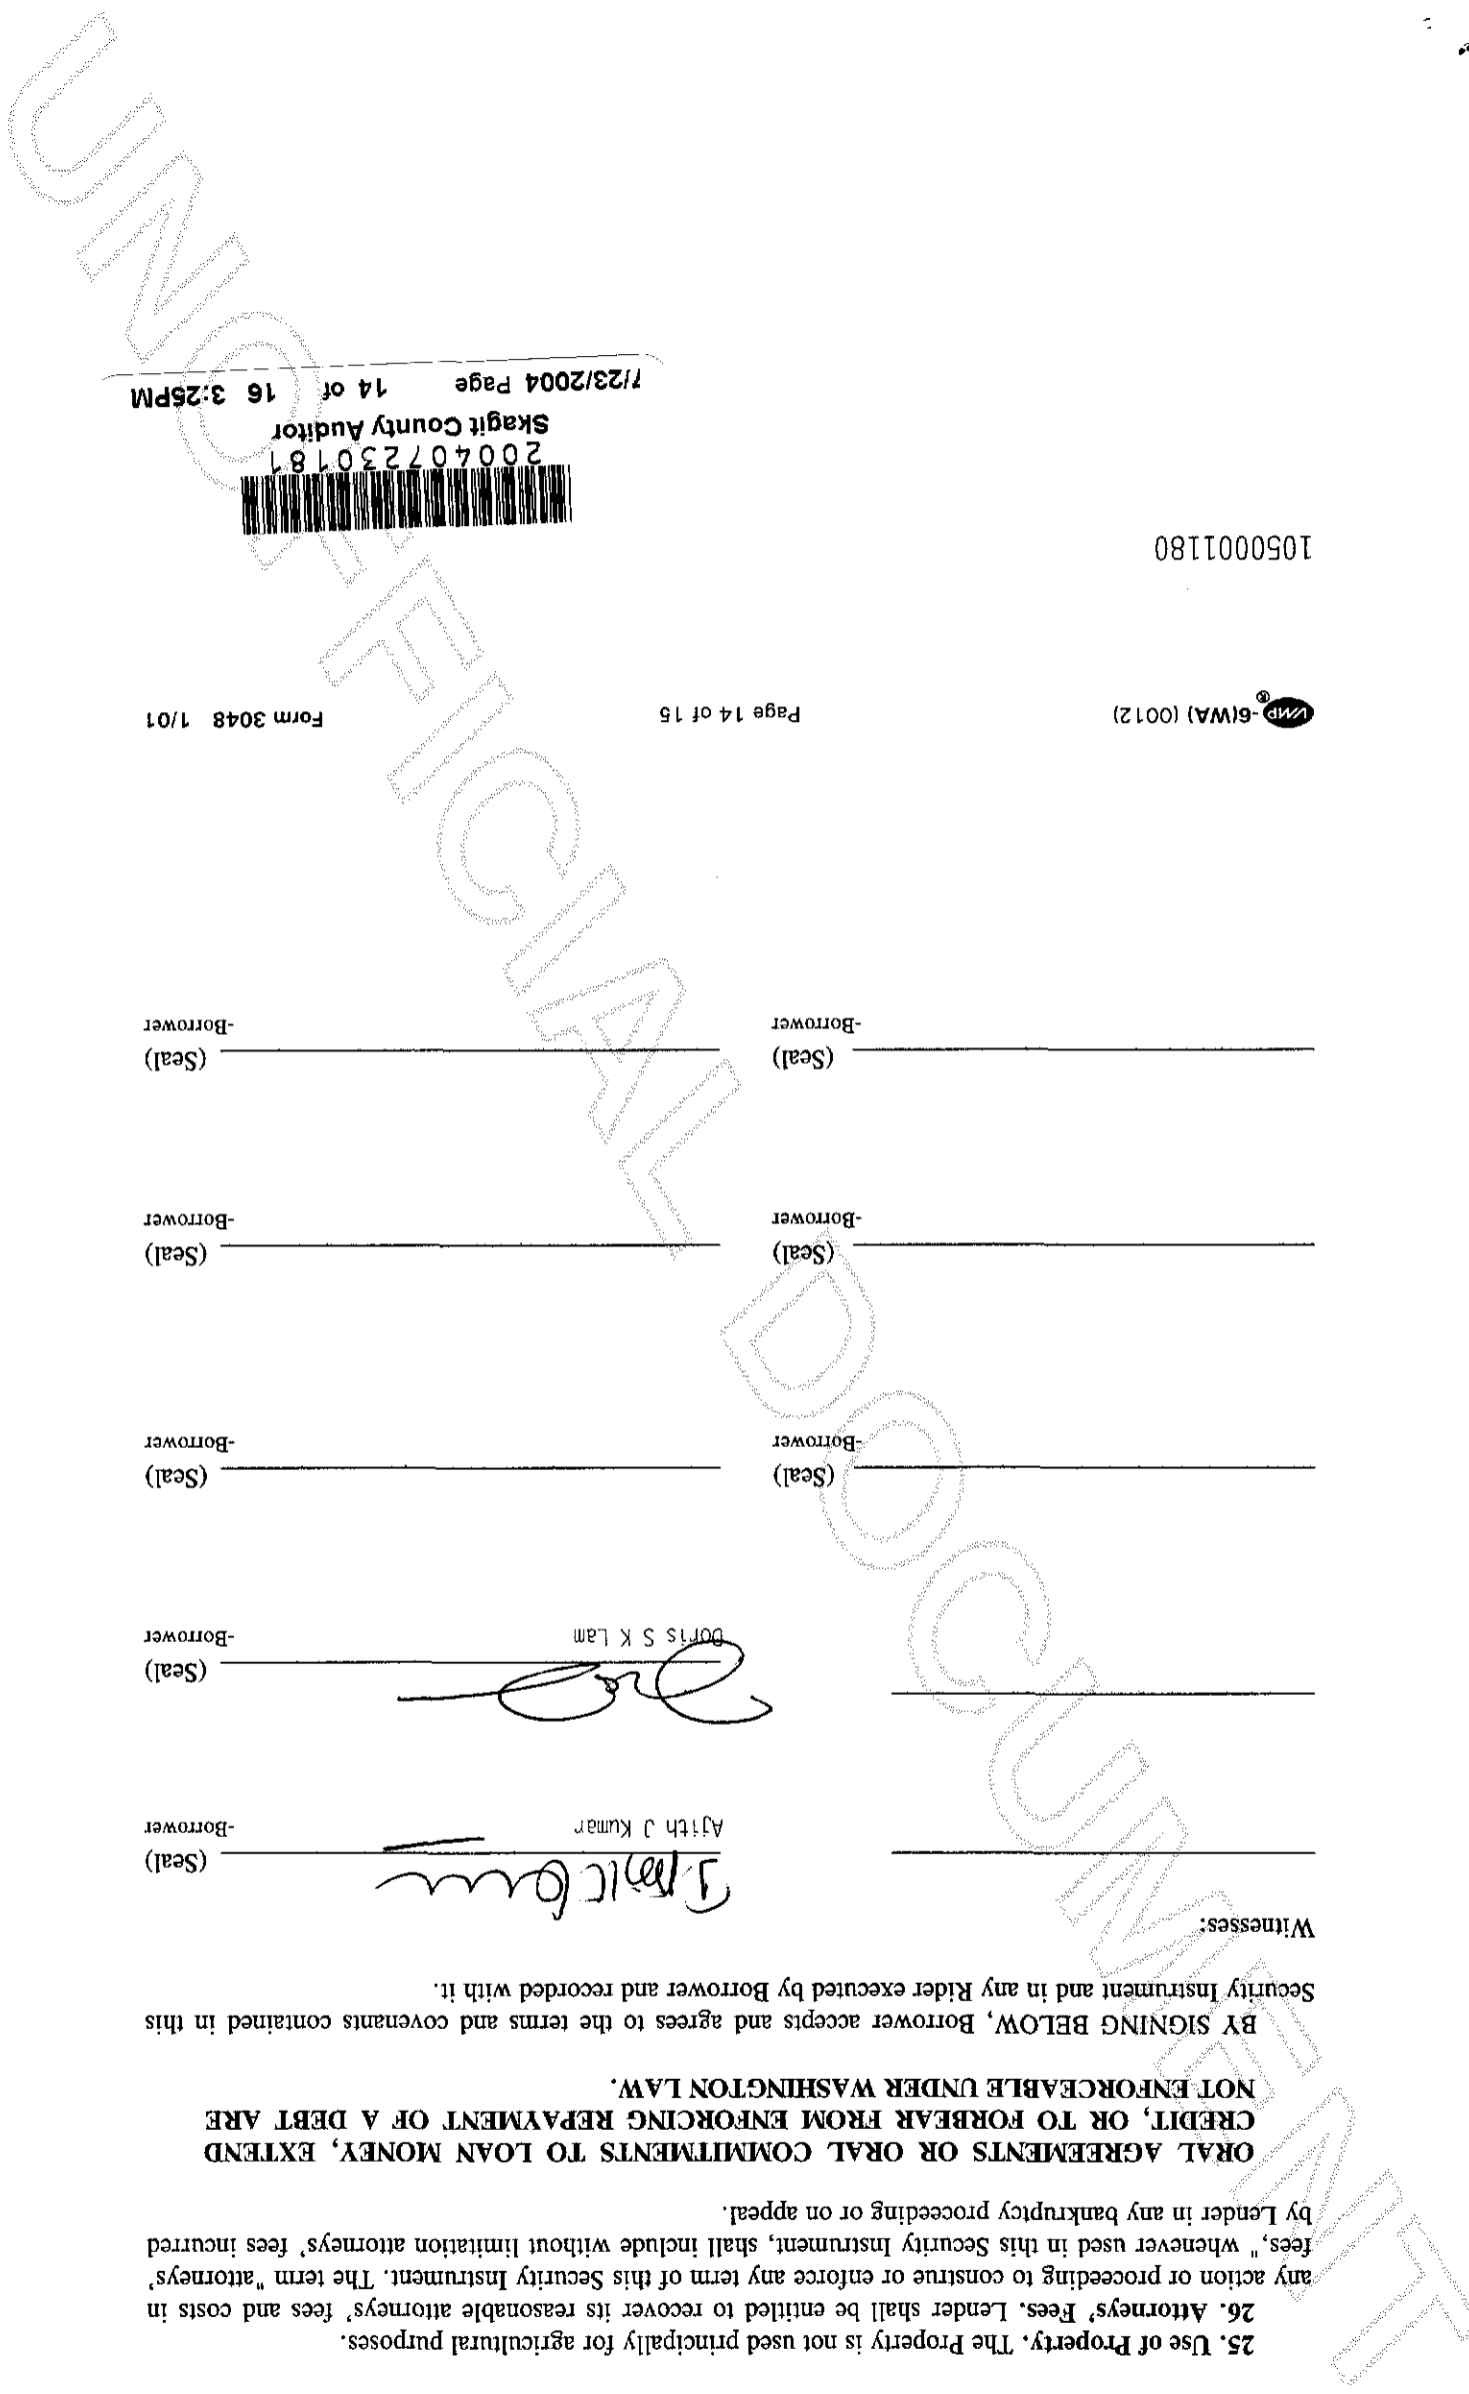 25. Use of Property. The Property is not used principally for agricultural purposes.
26. Attorneys' Fees. Lender shall be entitled to recover its reasonable attorneys' fees and costs in
any action or proceeding to construe or enforce any term of this Security Instrument. The term "attorneys'
fees," whenever used in this Security Instrument, shall include without limitation attorneys' fees incurred
by Lender in any bankruptcy proceeding or on appeal.
ORAL AGREEMENTS OR ORAL COMMITMENTS TO LOAN MONEY, EXTEND
CREDIT, OR TO FORBEAR FROM ENFORCING REPAYMENT OF A DEBT ARE
NOT ENFORCEABLE UNDER WASHINGTON LAW.
BY SIGNING BELOW, Borrower accepts and agrees to the terms and covenants contained in this
Security Instrument and in any Rider executed by Borrower and recorded with it.
Witnesses:
(Seal)
Ajith J Kumar -Borrower
(Seal)
Doris S K Lam -Borrower
(Seal) (Seal)
-Borrower -Borrower
(Seal) (Seal)
-Borrower -Borrower
(Seal) (Seal)
-Borrower -Borrower
VMP -6(WA) (0012) Page 14 of 15 Form 3048 1/01
®
1050001180
200407230181
Skagit County Auditor
7/23/2004 Page 14 of 16 3:25PM
UNOFFICIAL DOCUMENT